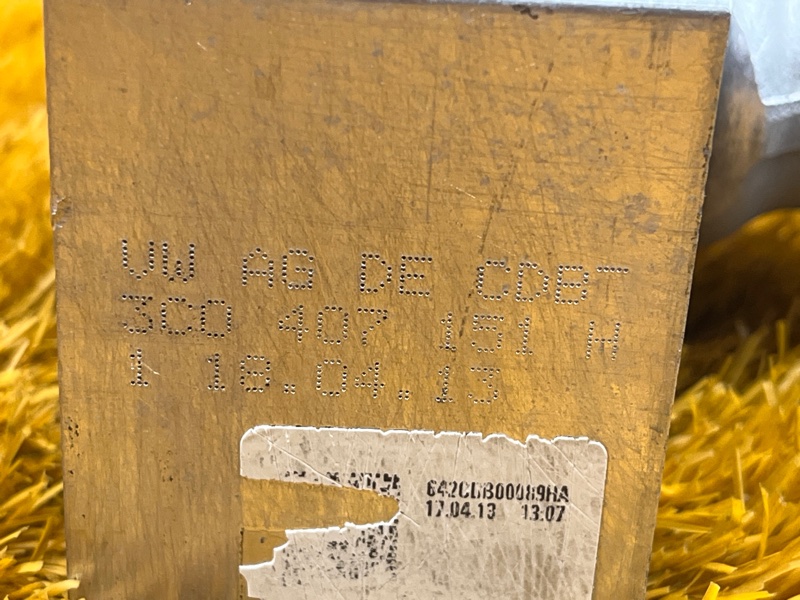 VW AG DE CDBT
3C0 407 151 H
1 18.04.13
642CDB00089HA
17.04.13 13:07